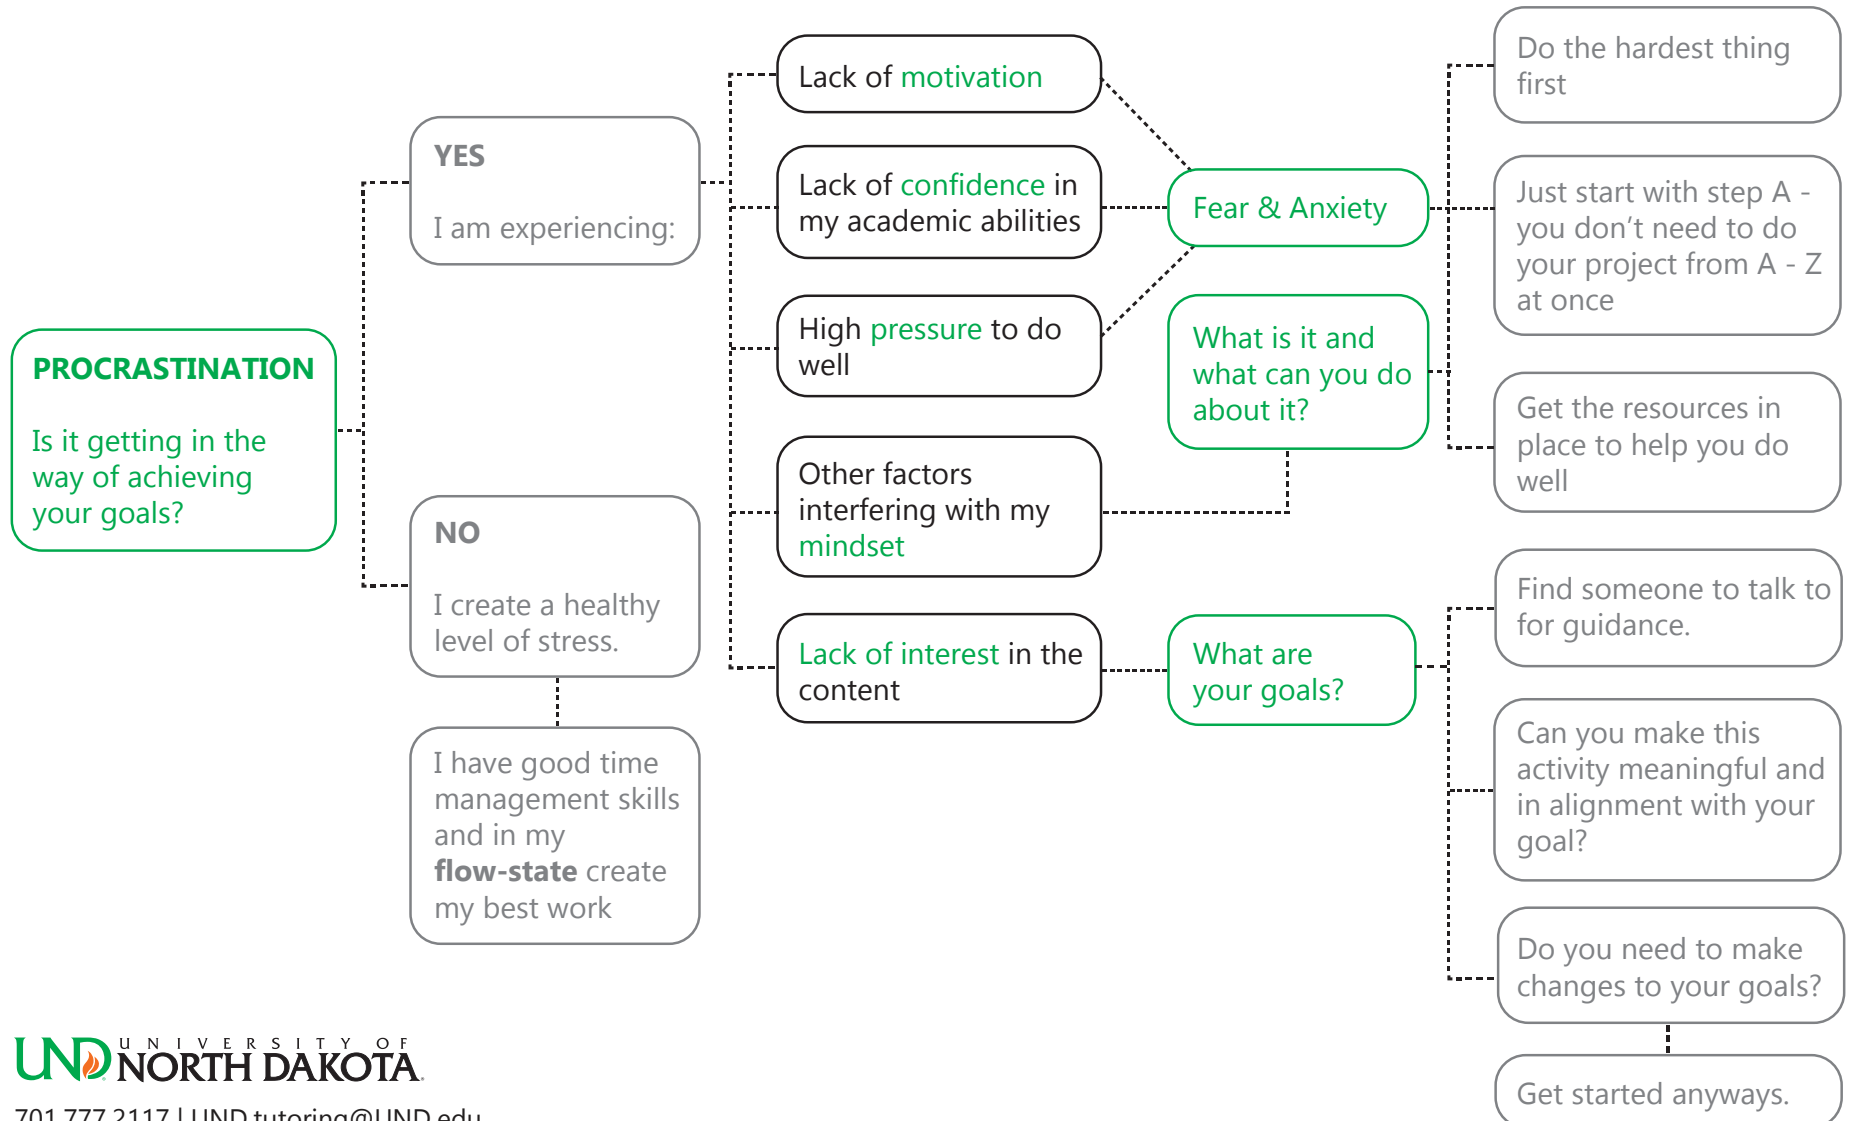 PROCRASTINATION
Is it getting in the
way of achieving
your goals?
YES
I am experiencing:
NO
I create a healthy
level of stress.
I have good time
management skills
and in my
flow-state create
my best work
Lack of motivation
Lack of confidence in
my academic abilities
High pressure to do
well
Other factors
interfering with my
mindset
Lack of interest in the
content
Fear & Anxiety
What is it and
what can you do
about it?
What are
your goals?
Do the hardest thing
first
Just start with step A -
you don't need to do
your project from A - Z
at once
Get the resources in
place to help you do
well
Find someone to talk to
for guidance.
Can you make this
activity meaningful and
in alignment with your
goal?
Do you need to make
changes to your goals?
Get started anyways.
UND UNIVERSITY OF
NORTH DAKOTA.
701.777.2117 | UND.tutoring@UND.edu